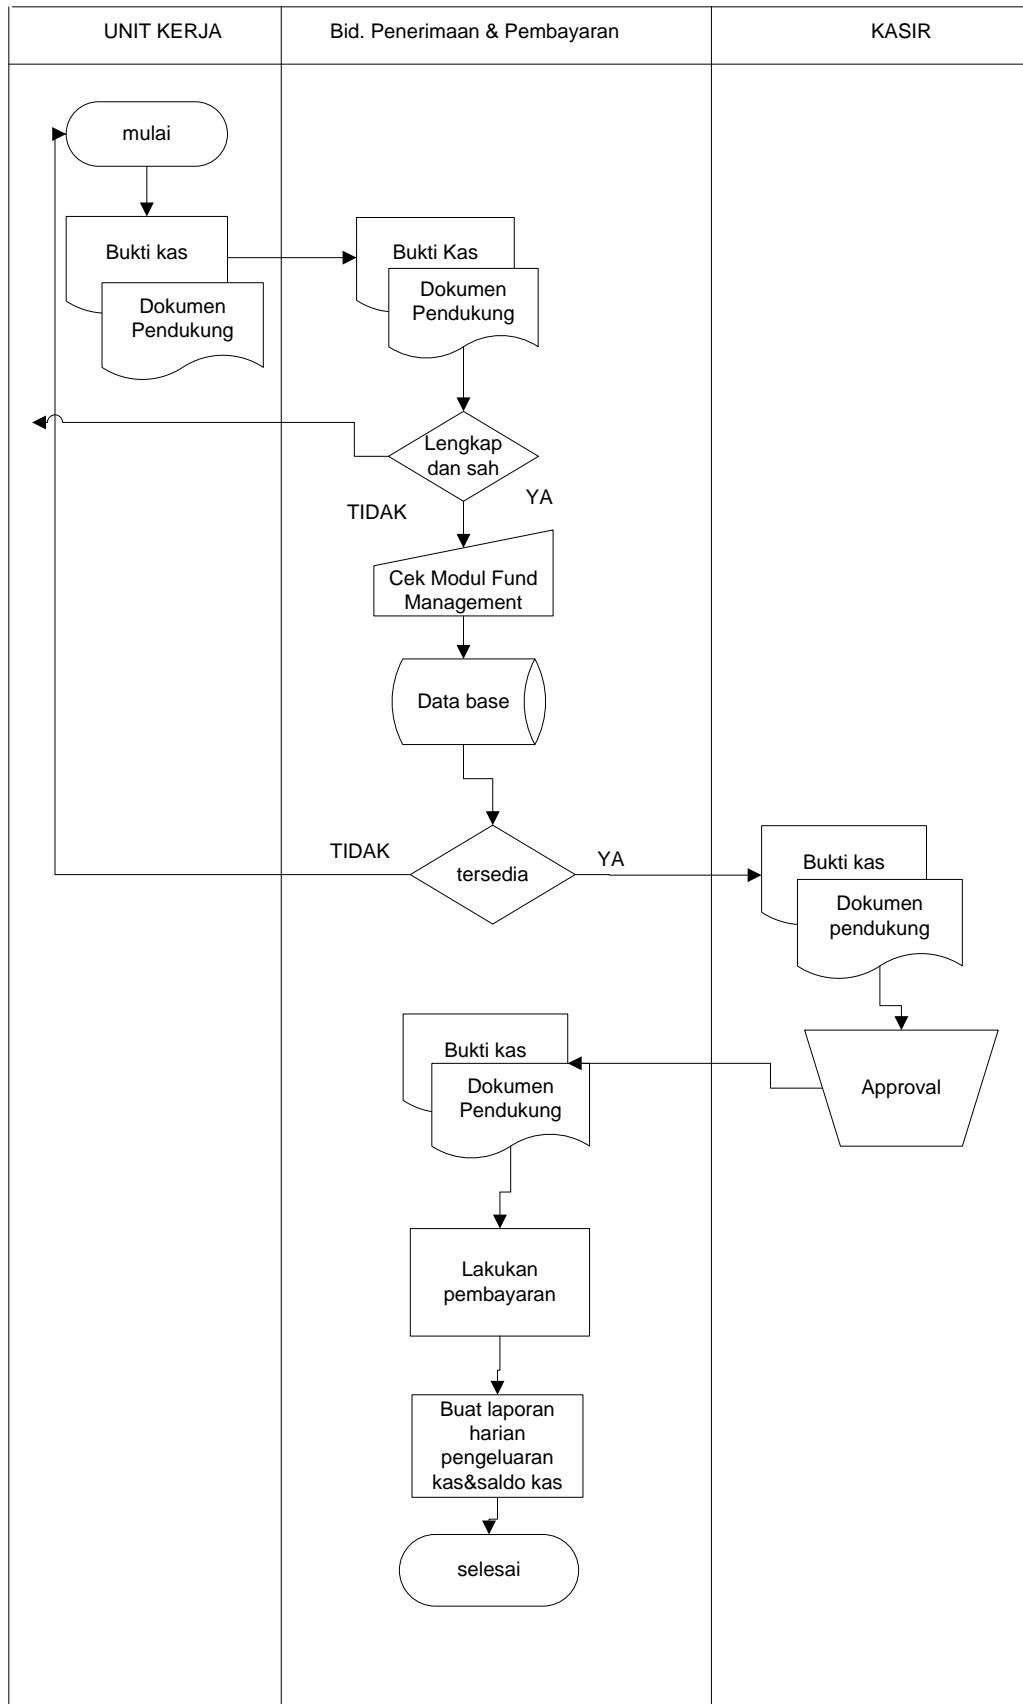 UNIT KERJA
Bid. Penerimaan & Pembayaran
KASIR
mulai
Bukti kas
Dokumen
Pendukung
Bukti Kas
Dokumen
Pendukung
Lengkap
dan sah
TIDAK
YA
Cek Modul Fund
Management
Data base
TIDAK
tersedia
YA
Bukti kas
Dokumen
pendukung
Approval
Bukti kas
Dokumen
Pendukung
Lakukan
pembayaran
Buat laporan
harian
pengeluaran
kas&saldo kas
selesai